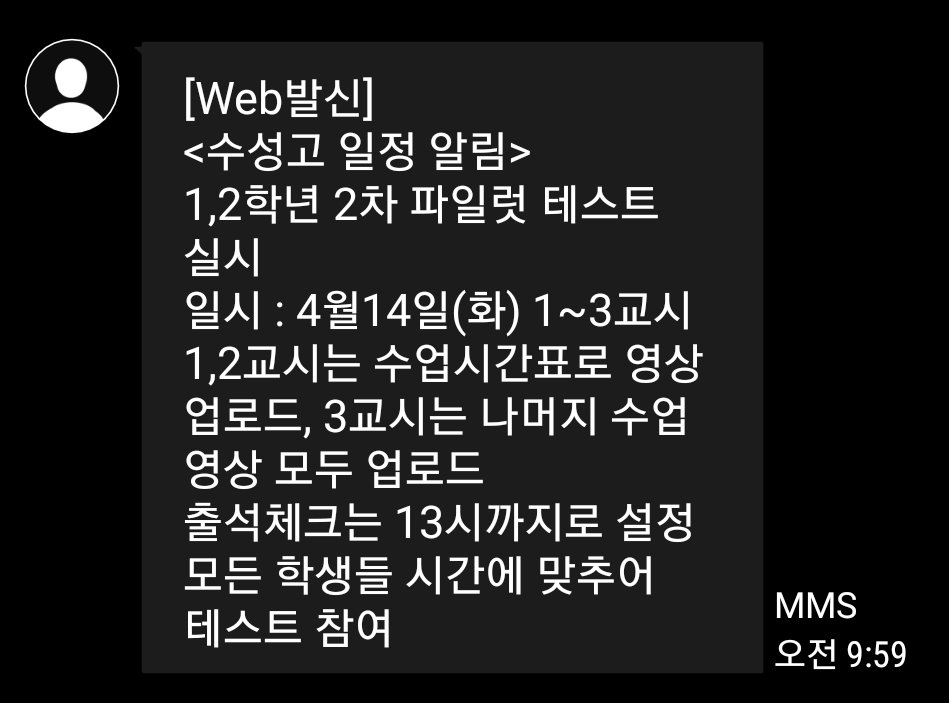 [Web발신]
<수성고 일정 알림>
1,2학년 2차 파일럿 테스트
실시
일시 : 4월14일(화) 1~3교시
1,2교시는 수업시간표로 영상
업로드, 3교시는 나머지 수업
영상 모두 업로드
출석체크는 13시까지로 설정
모든 학생들 시간에 맞추어
테스트 참여
MMS
오전 9:59